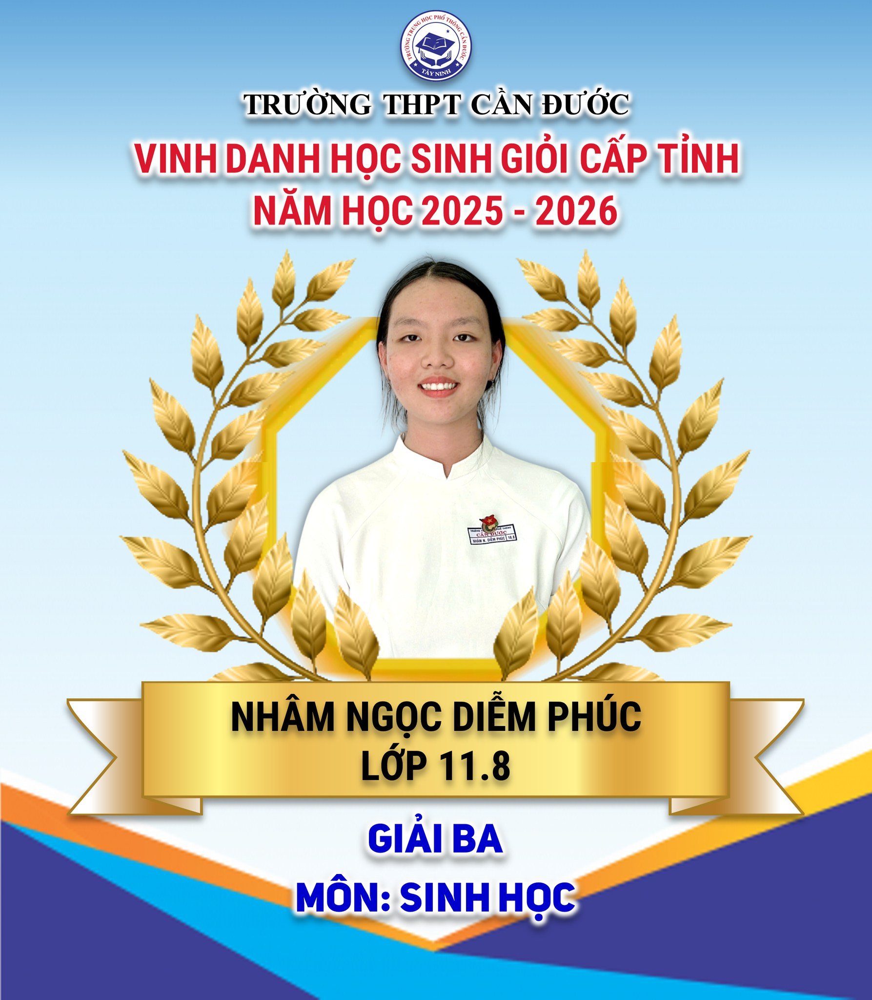 TRƯỜNG TRUNG HỌC PHỔ THÔNG CẦN ĐƯỚC
TÂY NINH
TRƯỜNG THPT CẦN ĐƯỚC
VINH DANH HỌC SINH GIỎI CẤP TỈNH
NĂM HỌC 2025 - 2026
TRƯỜNG PHỔ THÔNG
CẦN ĐƯỚC
NHÂM N. DIỄM PHÚC 10.8
NHÂM NGỌC DIỄM PHÚC
LỚP 11.8
GIẢI BA
MÔN: SINH HỌC